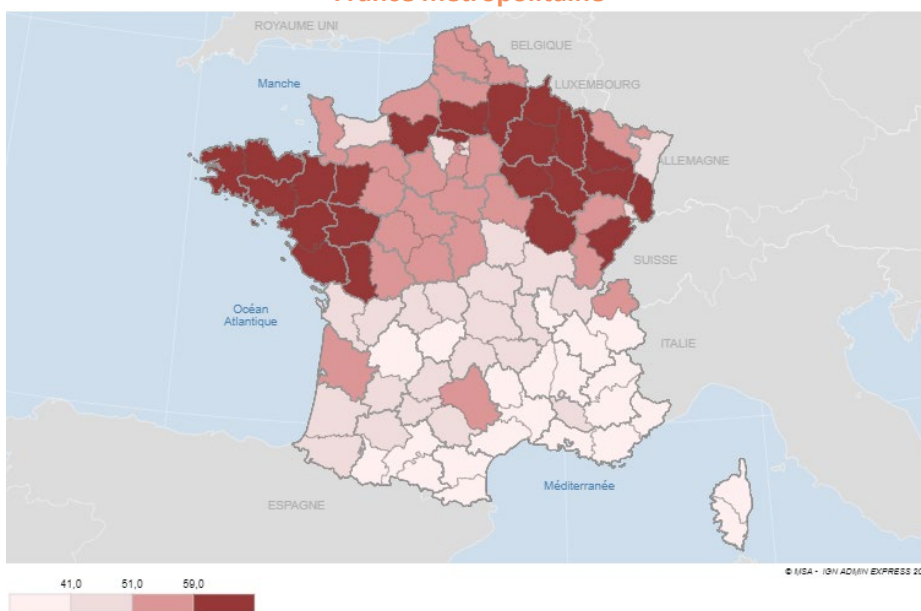 France métropolitaine
ROYAUME UNI
BELGIQUE
Manche
LUXEMBOURG
ALLEMAGNE
SUISSE
Océan
Atlantique
ITALIE
Méditerranée
ESPAGNE
© MSA - IGN ADMIN EXPRESS 20
41,0 51,0 59,0